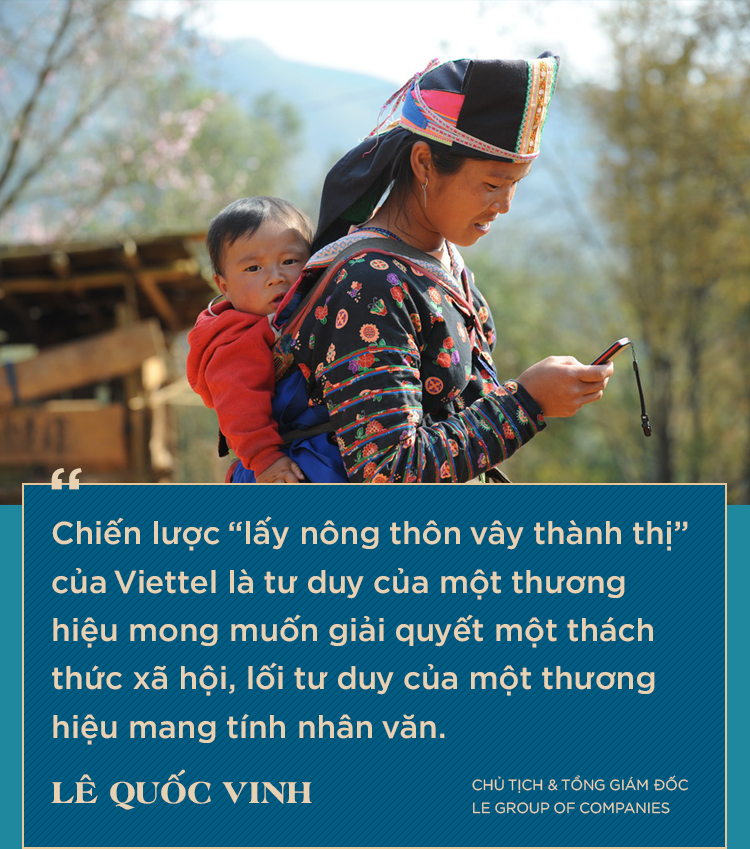 “
Chiến lược “lấy nông thôn vây thành thị”
của Viettel là tư duy của một thương
hiệu mong muốn giải quyết một thách
thức xã hội, lối tư duy của một thương
hiệu mang tính nhân văn.
LÊ QUỐC VINH
CHỦ TỊCH & TỔNG GIÁM ĐỐC
LE GROUP OF COMPANIES